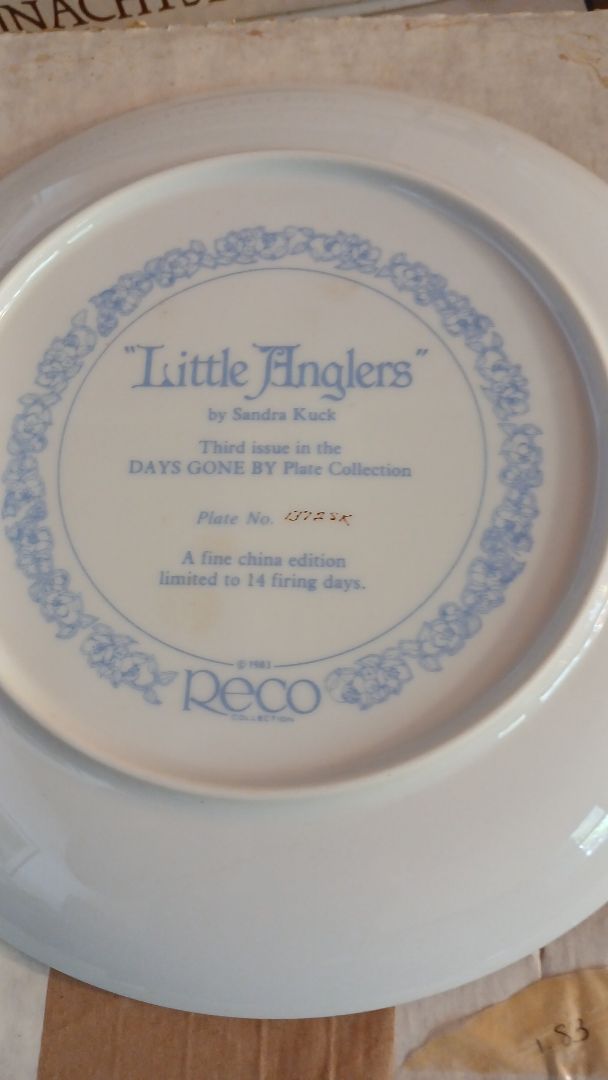 "Little Anglers"
by Sandra Kuck
Third issue in the
DAYS GONE BY Plate Collection
Plate No.
A fine china edition
limited to 14 firing days.
© 1983
Reco
COLLECTION